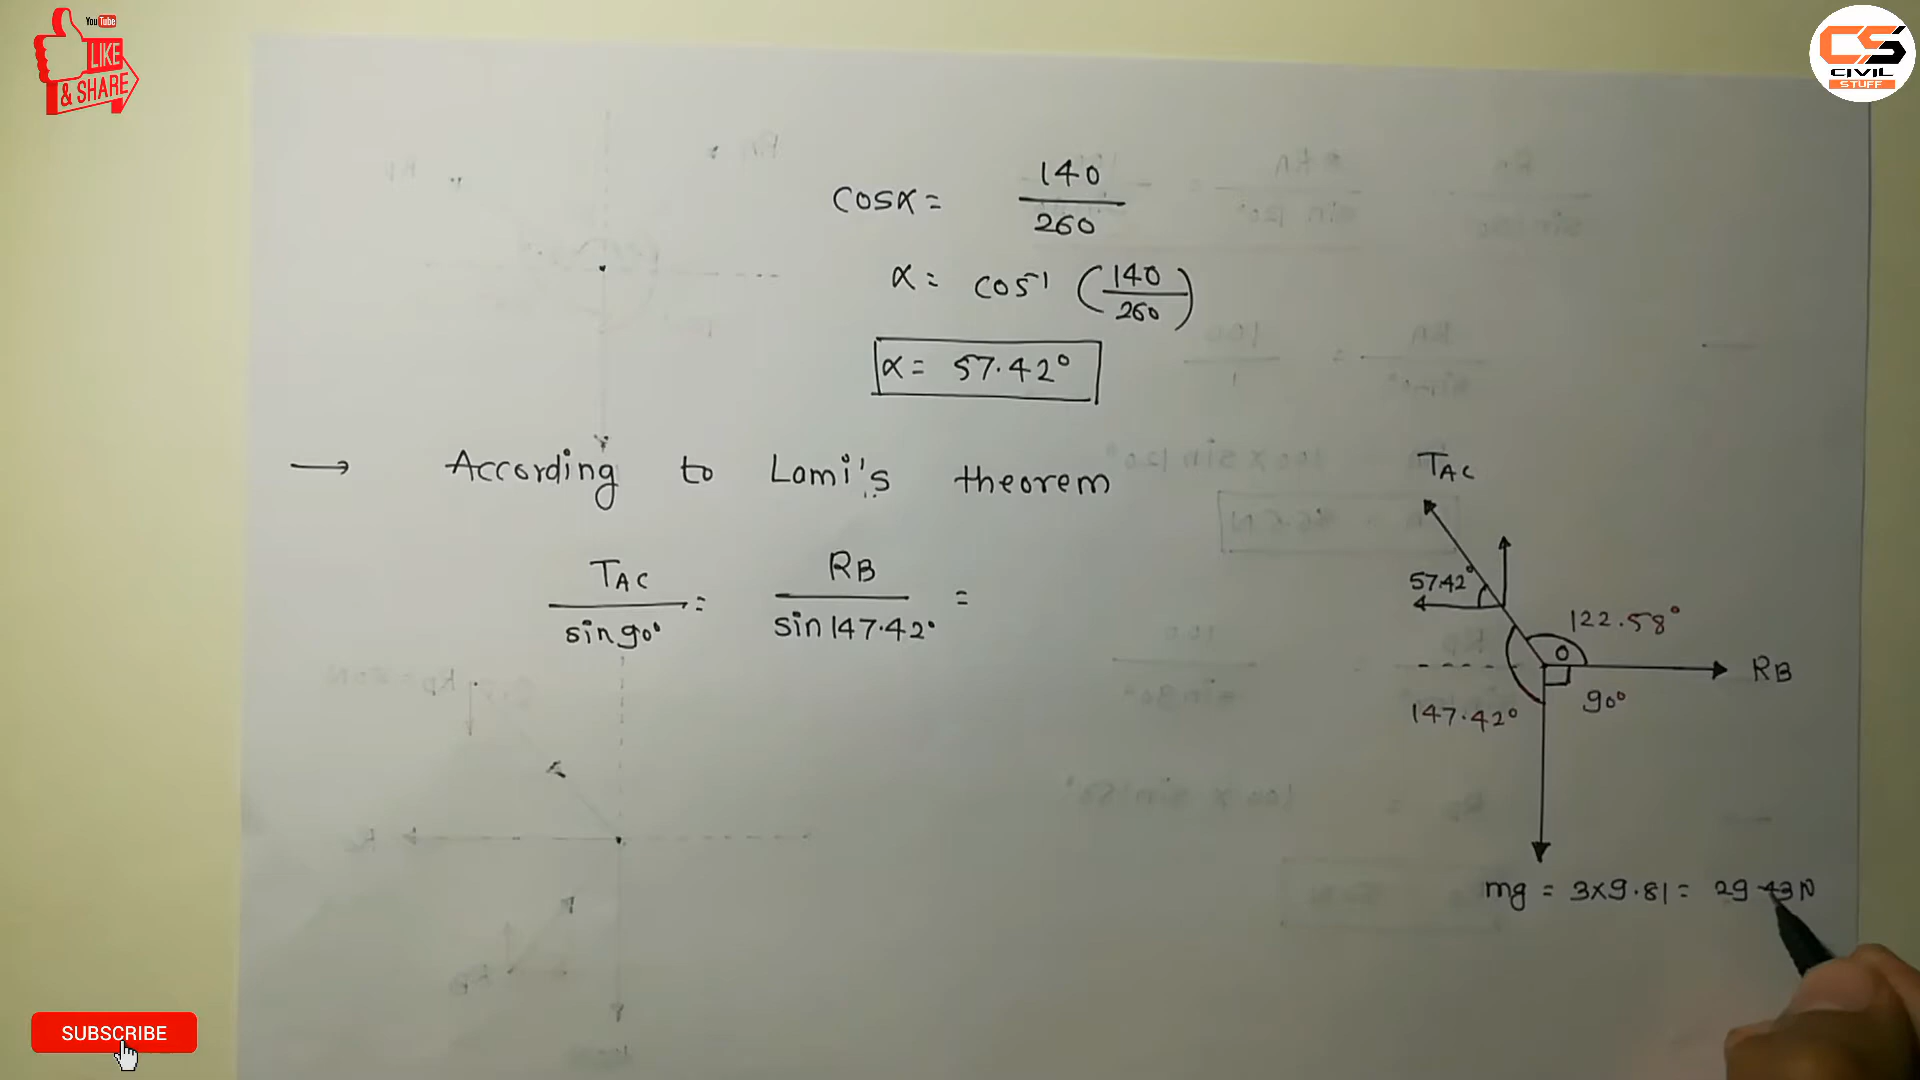 YouTube
LIKE
& SHARE
CS
CIVIL
STUFF
cosα = 140/260
α = cos⁻¹ (140/260)
α = 57.42°
→ According to Lami's theorem
TAC/sin90° = RB/sin147.42° =
TAC
57.42°
122.58°
O
RB
147.42°
90°
mg = 3×9.81 = 29.43N
SUBSCRIBE